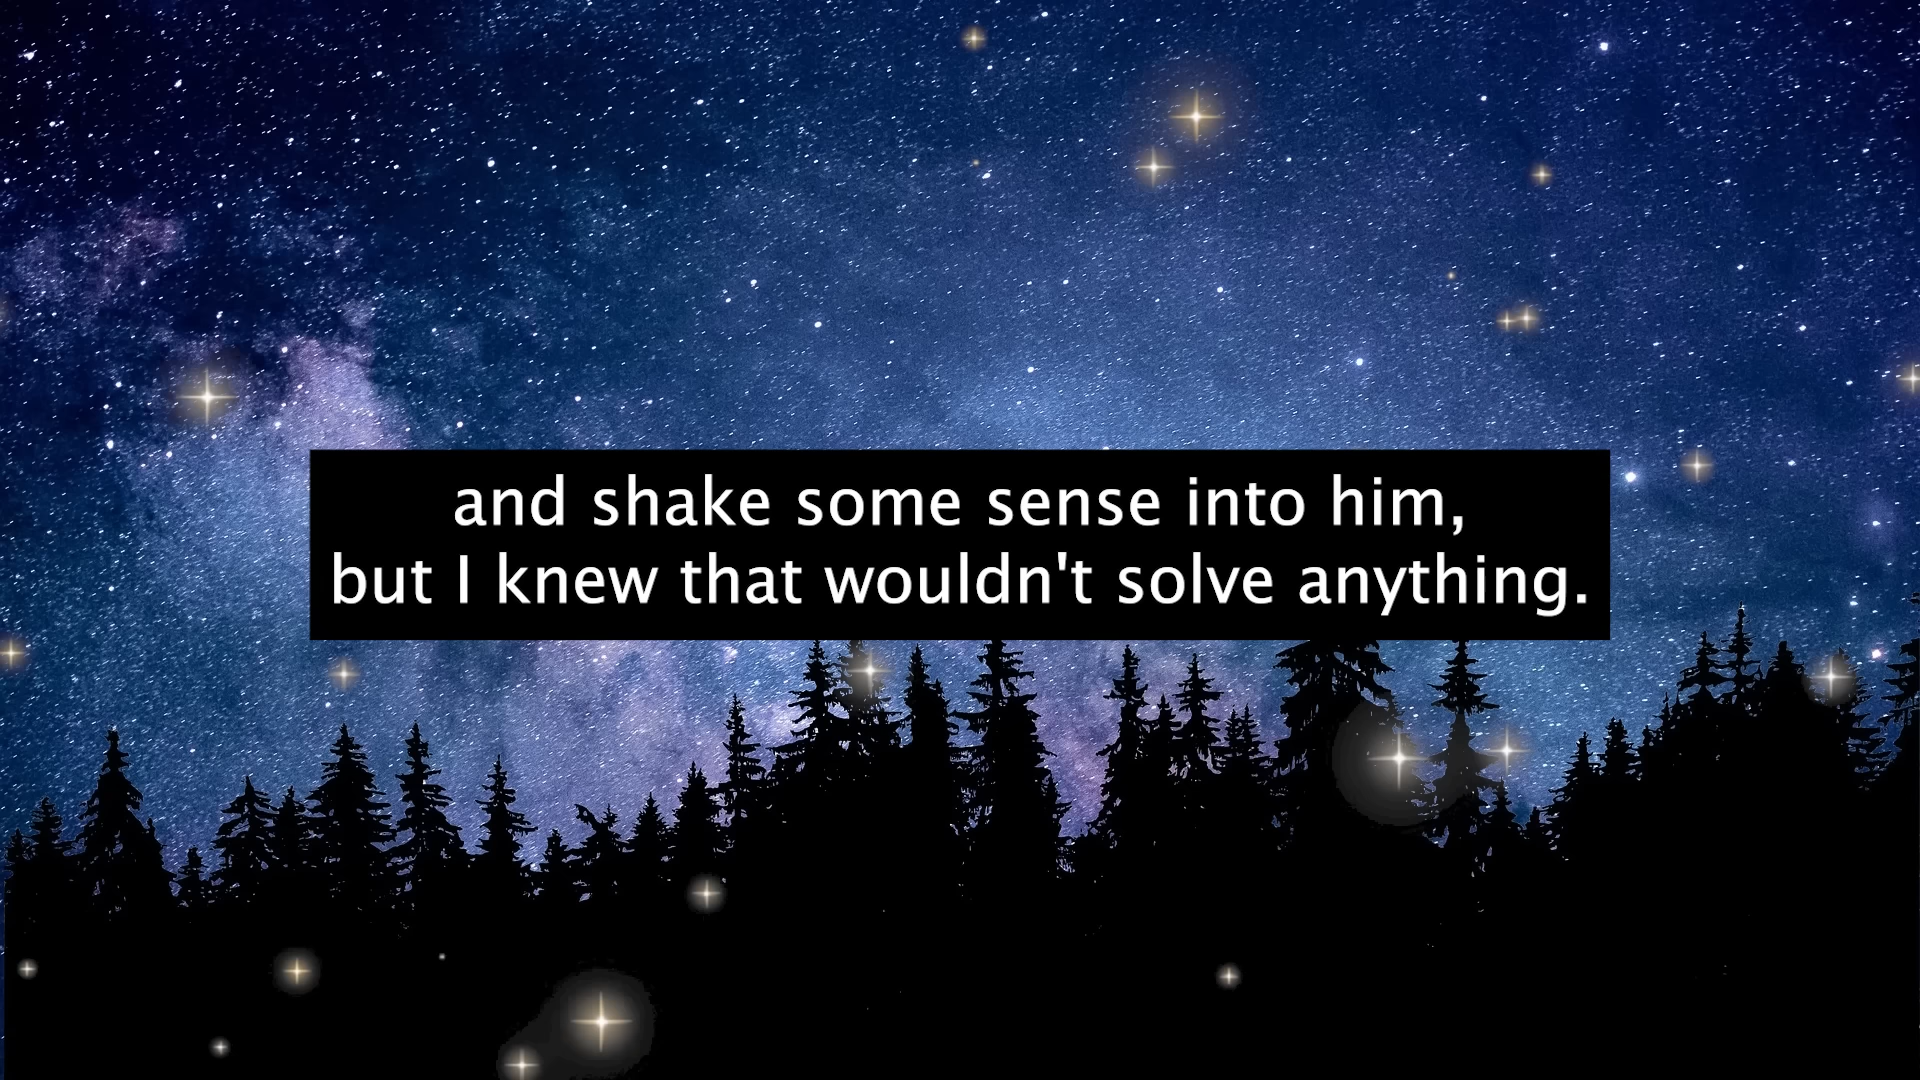 and shake some sense into him,
but I knew that wouldn't solve anything.